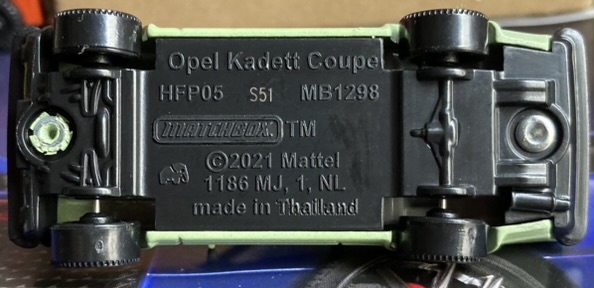 Opel Kadett Coupe
HFP05 S51 MB1298
MATCHBOX TM
©2021 Mattel
1186 MJ, 1, NL
made in Thailand